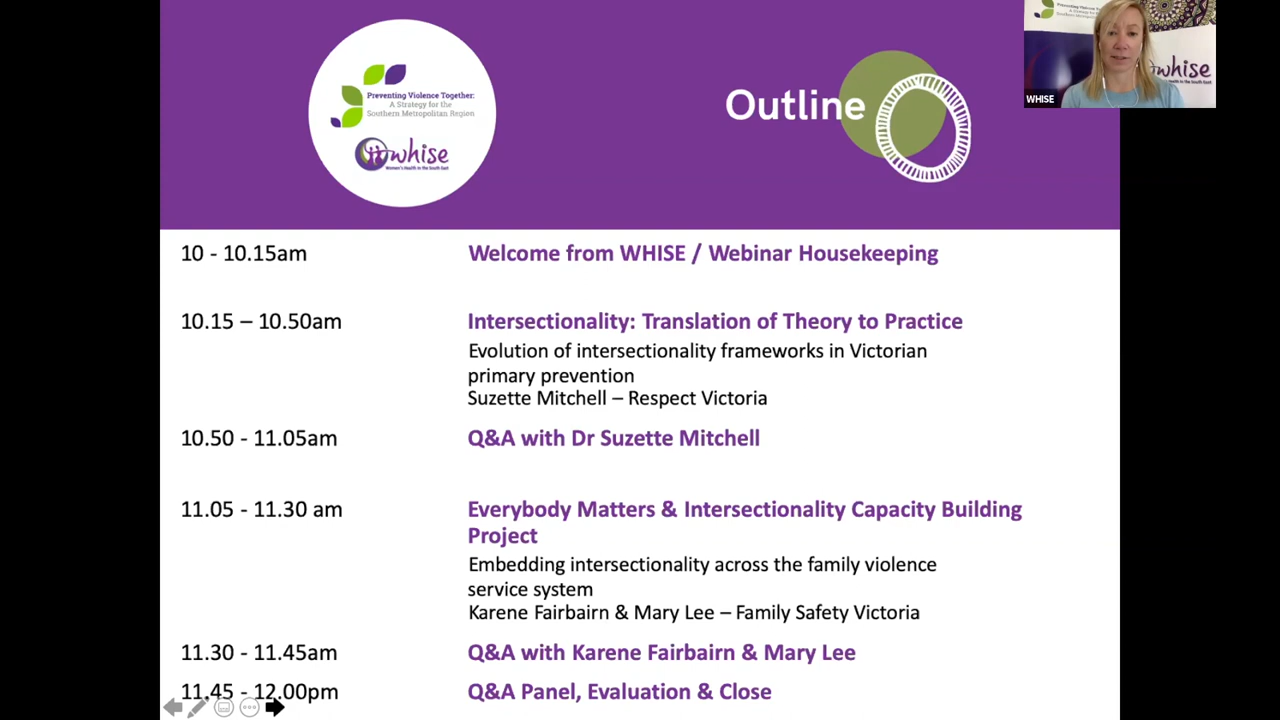 Preventing Violence Together:
A Strategy for the
Southern Metropolitan Region
whise
Women's Health in the South East
Outline
whise
WHISE
10 - 10.15am
Welcome from WHISE / Webinar Housekeeping
10.15 – 10.50am
Intersectionality: Translation of Theory to Practice
Evolution of intersectionality frameworks in Victorian
primary prevention
Suzette Mitchell – Respect Victoria
10.50 - 11.05am
Q&A with Dr Suzette Mitchell
11.05 - 11.30 am
Everybody Matters & Intersectionality Capacity Building
Project
Embedding intersectionality across the family violence
service system
Karene Fairbairn & Mary Lee – Family Safety Victoria
11.30 - 11.45am
Q&A with Karene Fairbairn & Mary Lee
11.45 - 12.00pm
Q&A Panel, Evaluation & Close